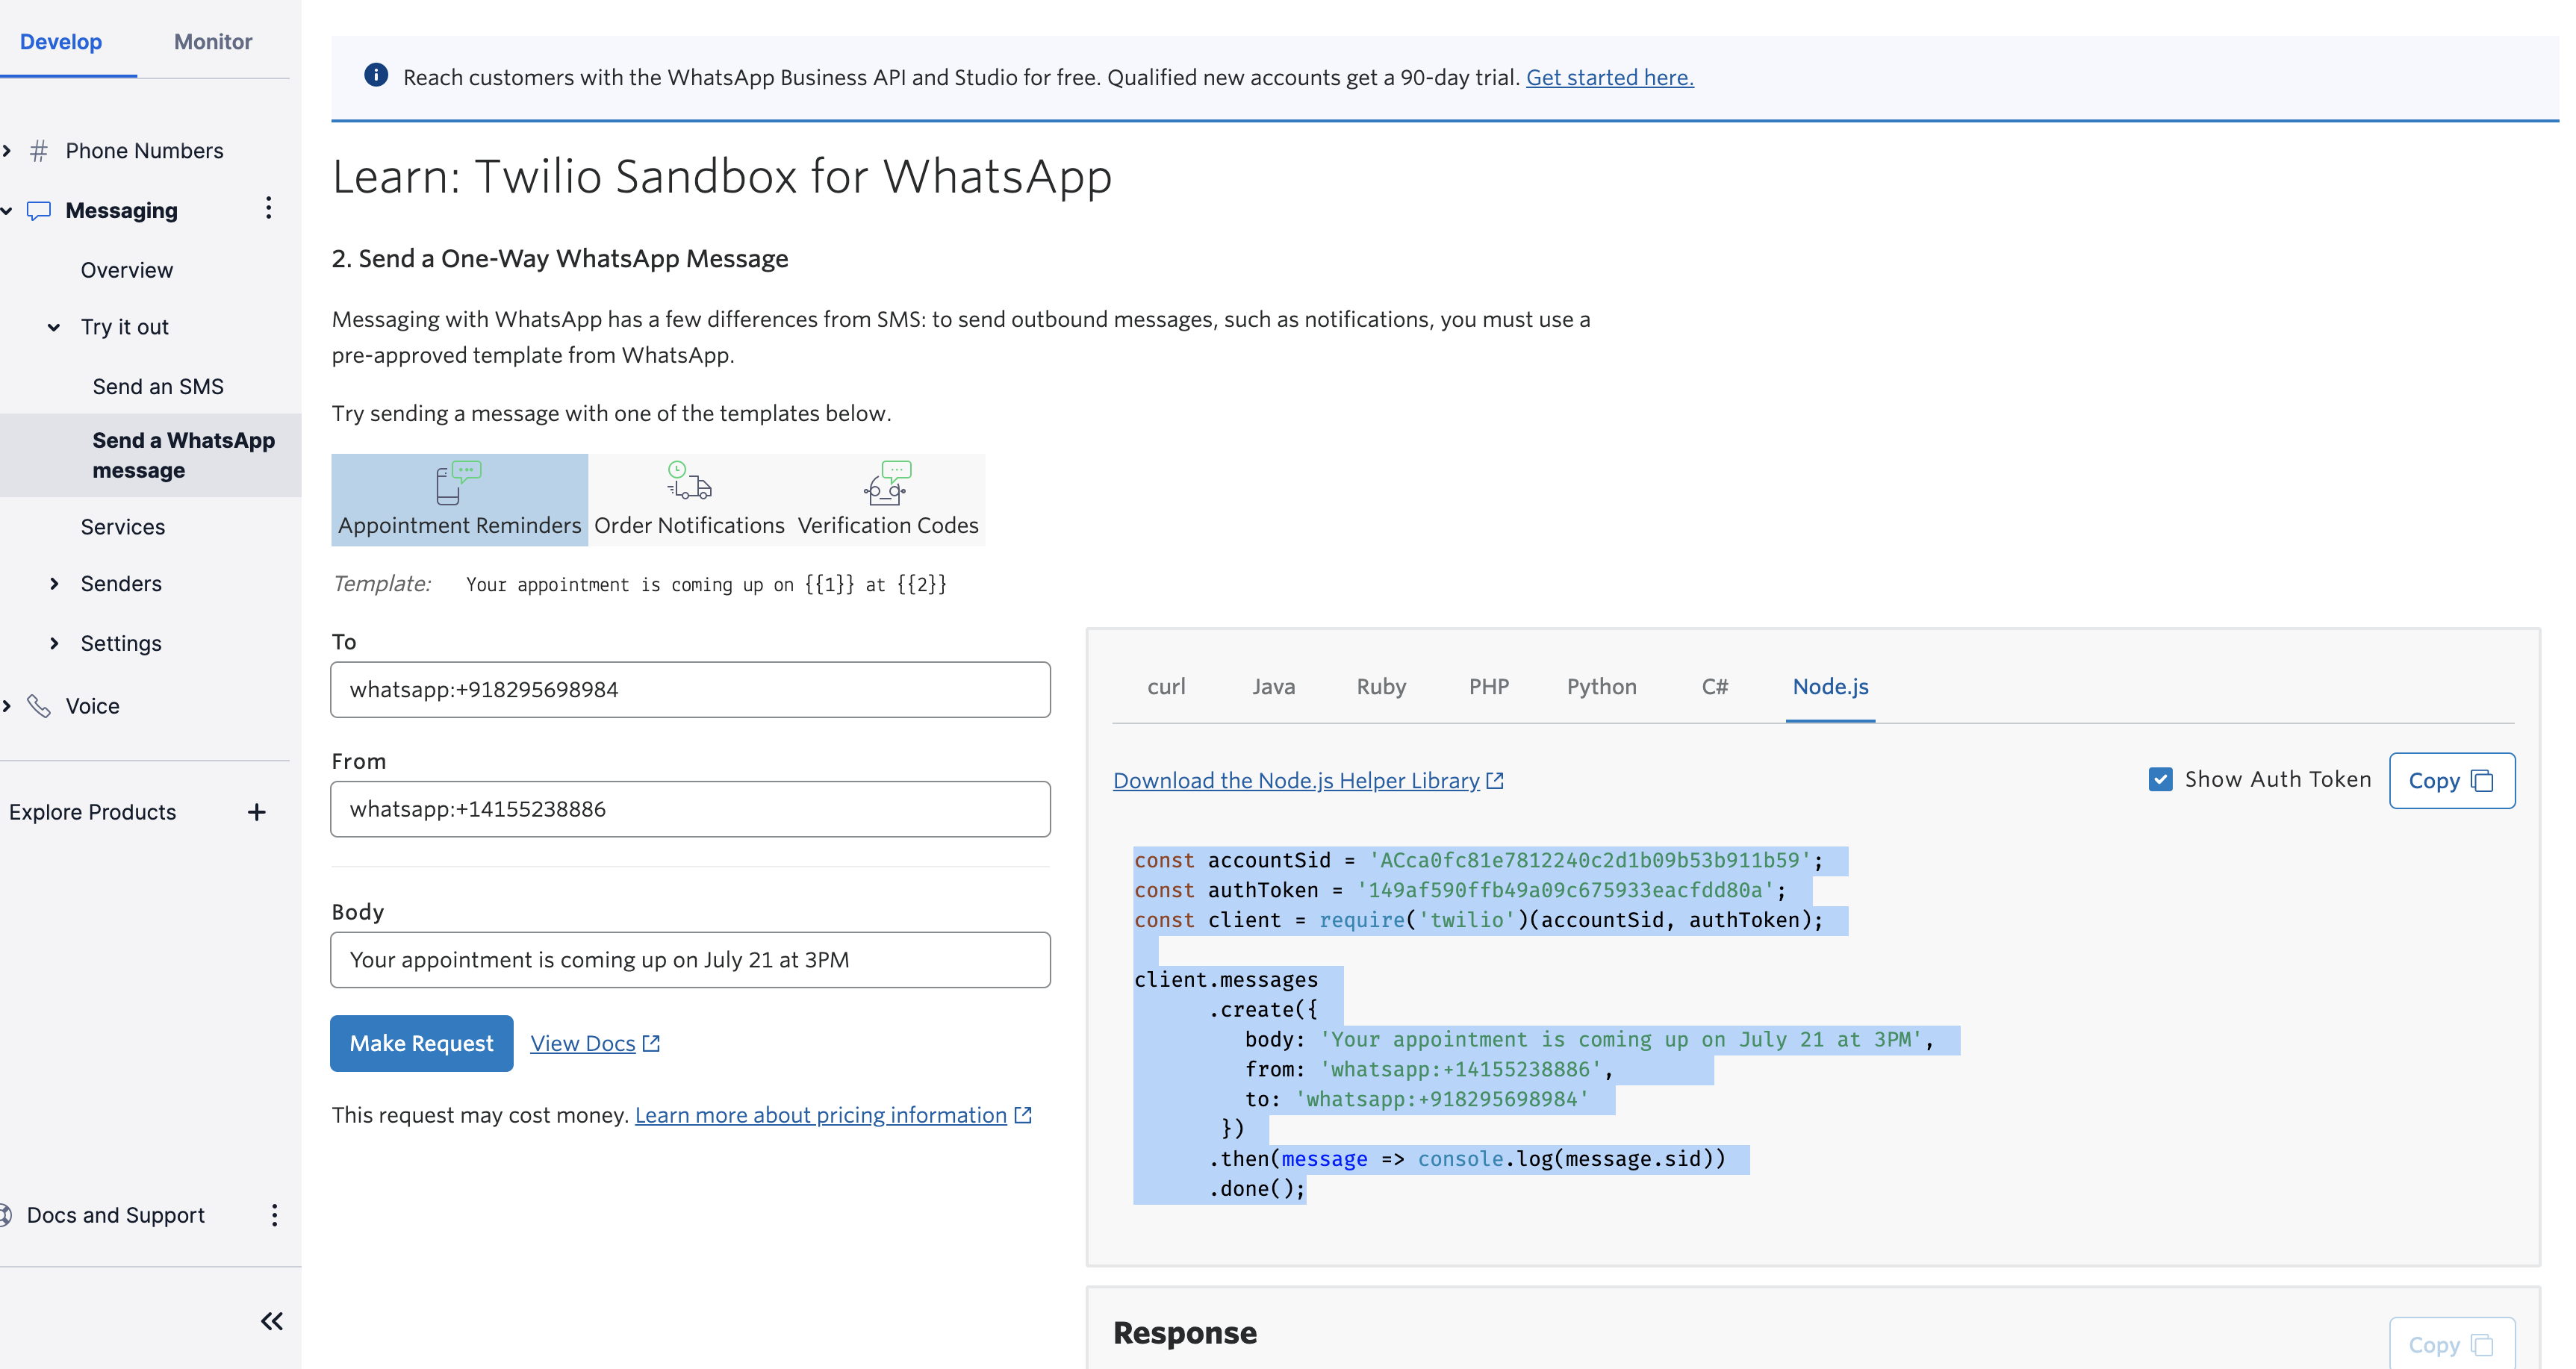 Develop
Monitor
Phone Numbers
Messaging
Overview
Try it out
Send an SMS
Send a WhatsApp
message
Services
Senders
Settings
Voice
Explore Products +
Docs and Support
Reach customers with the WhatsApp Business API and Studio for free. Qualified new accounts get a 90-day trial. Get started here.
Learn: Twilio Sandbox for WhatsApp
2. Send a One-Way WhatsApp Message
Messaging with WhatsApp has a few differences from SMS: to send outbound messages, such as notifications, you must use a
pre-approved template from WhatsApp.
Try sending a message with one of the templates below.
Appointment Reminders
Order Notifications
Verification Codes
Template: Your appointment is coming up on {{1}} at {{2}}
To
whatsapp:+918295698984
From
whatsapp:+14155238886
Body
Your appointment is coming up on July 21 at 3PM
Make Request
View Docs
This request may cost money. Learn more about pricing information
curl
Java
Ruby
PHP
Python
C#
Node.js
Download the Node.js Helper Library
Show Auth Token
Copy
const accountSid = 'ACca0fc81e7812240c2d1b09b53b911b59';
const authToken = '149af590ffb49a09c675933eacfdd80a';
const client = require('twilio')(accountSid, authToken);
client.messages
.create({
body: 'Your appointment is coming up on July 21 at 3PM',
from: 'whatsapp:+14155238886',
to: 'whatsapp:+918295698984'
})
.then(message => console.log(message.sid))
.done();
Response
Copy